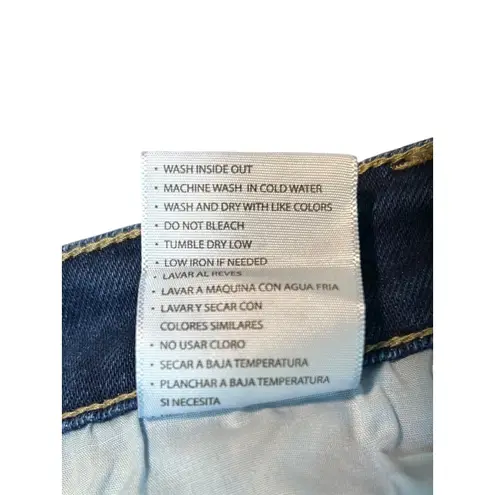 • WASH INSIDE OUT
• MACHINE WASH IN COLD WATER
• WASH AND DRY WITH LIKE COLORS
• DO NOT BLEACH
• TUMBLE DRY LOW
• LOW IRON IF NEEDED
• LAVAR AL REVES
• LAVAR A MAQUINA CON AGUA FRIA
• LAVAR Y SECAR CON
COLORES SIMILARES
• NO USAR CLORO
• SECAR A BAJA TEMPERATURA
• PLANCHAR A BAJA TEMPERATURA
SI NECESITA